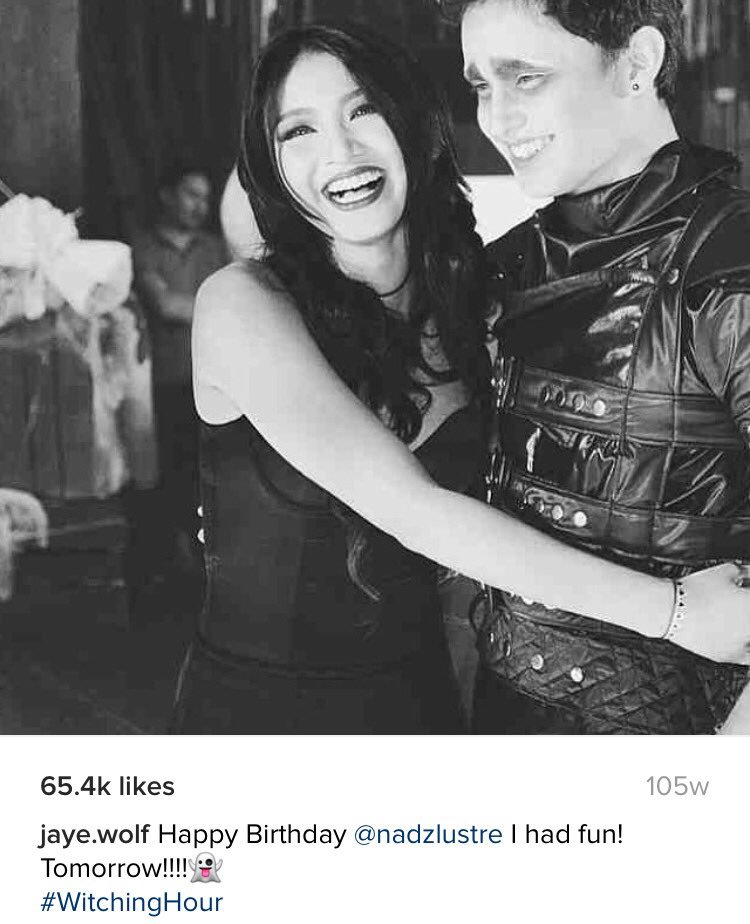 65.4k likes 105w
jaye.wolf Happy Birthday @nadzlustre I had fun!
Tomorrow!!!!👻
#WitchingHour